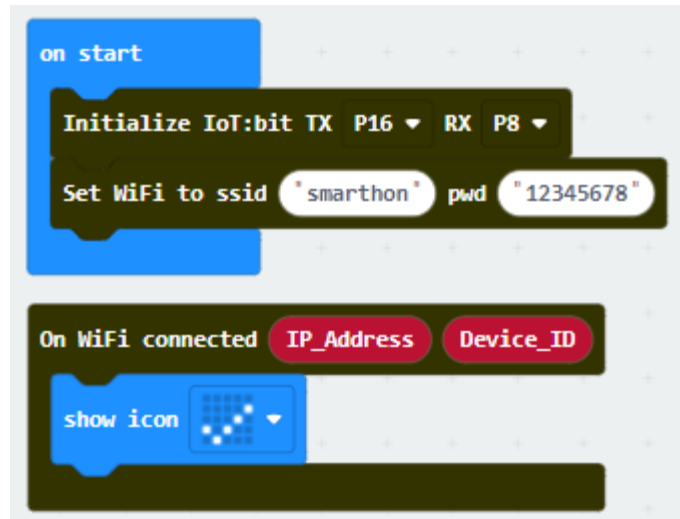 on start
Initialize IoT:bit TX P16 RX P8
Set WiFi to ssid "smarthon" pwd "12345678"
On WiFi connected IP_Address Device_ID
show icon